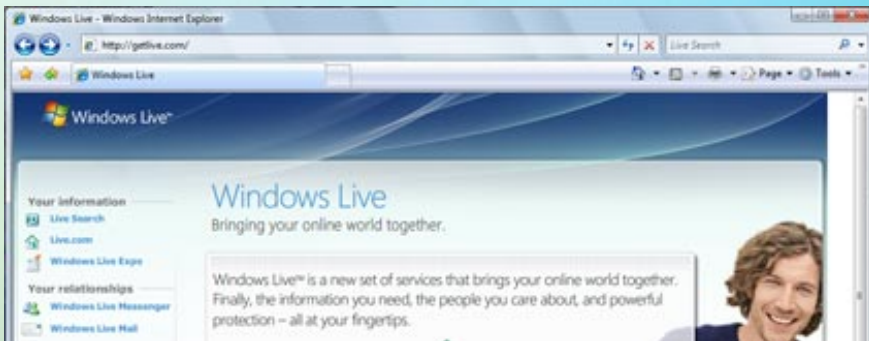 Windows Live - Windows Internet Explorer
http://getlive.com/
Live Search
Windows Live
Page
Tools
Windows Live™
Your information
Live Search
Live.com
Windows Live Expo
Your relationships
Windows Live Messenger
Windows Live Mail
Windows Live
Bringing your online world together.
Windows Live™ is a new set of services that brings your online world together.
Finally, the information you need, the people you care about, and powerful
protection – all at your fingertips.